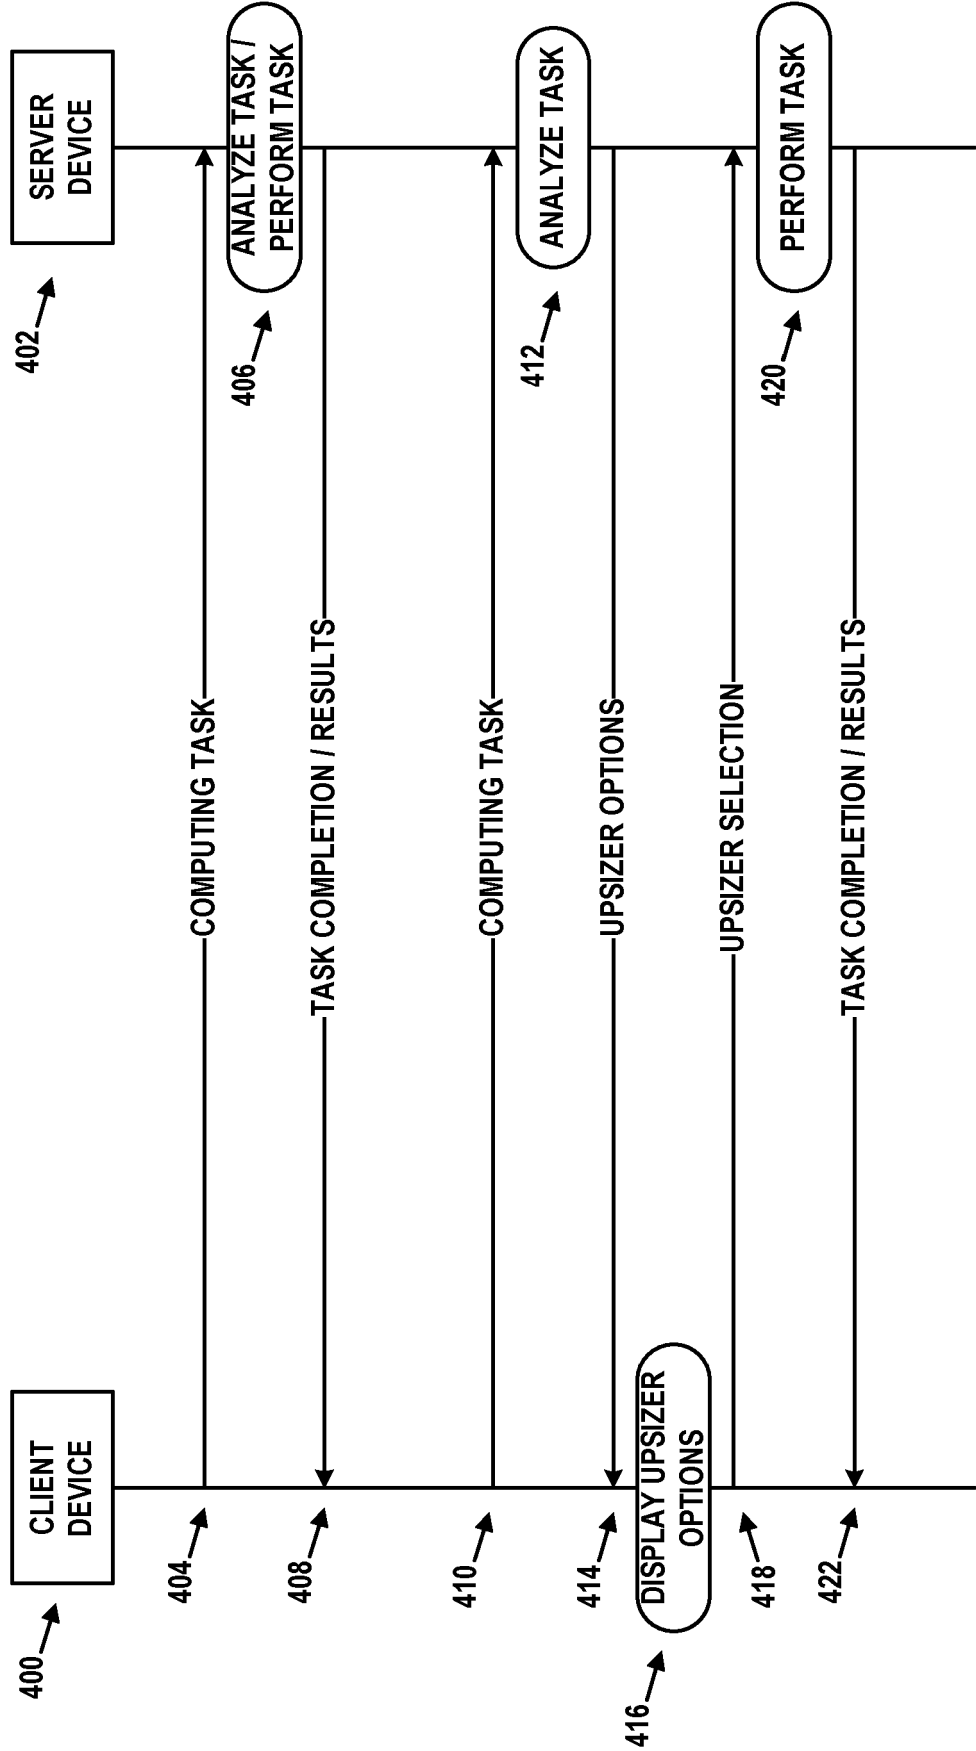 400
CLIENT
DEVICE
402
SERVER
DEVICE
404
COMPUTING TASK
406
ANALYZE TASK /
PERFORM TASK
408
TASK COMPLETION / RESULTS
410
COMPUTING TASK
412
ANALYZE TASK
414
UPSIZER OPTIONS
416
DISPLAY UPSIZER
OPTIONS
418
UPSIZER SELECTION
420
PERFORM TASK
422
TASK COMPLETION / RESULTS